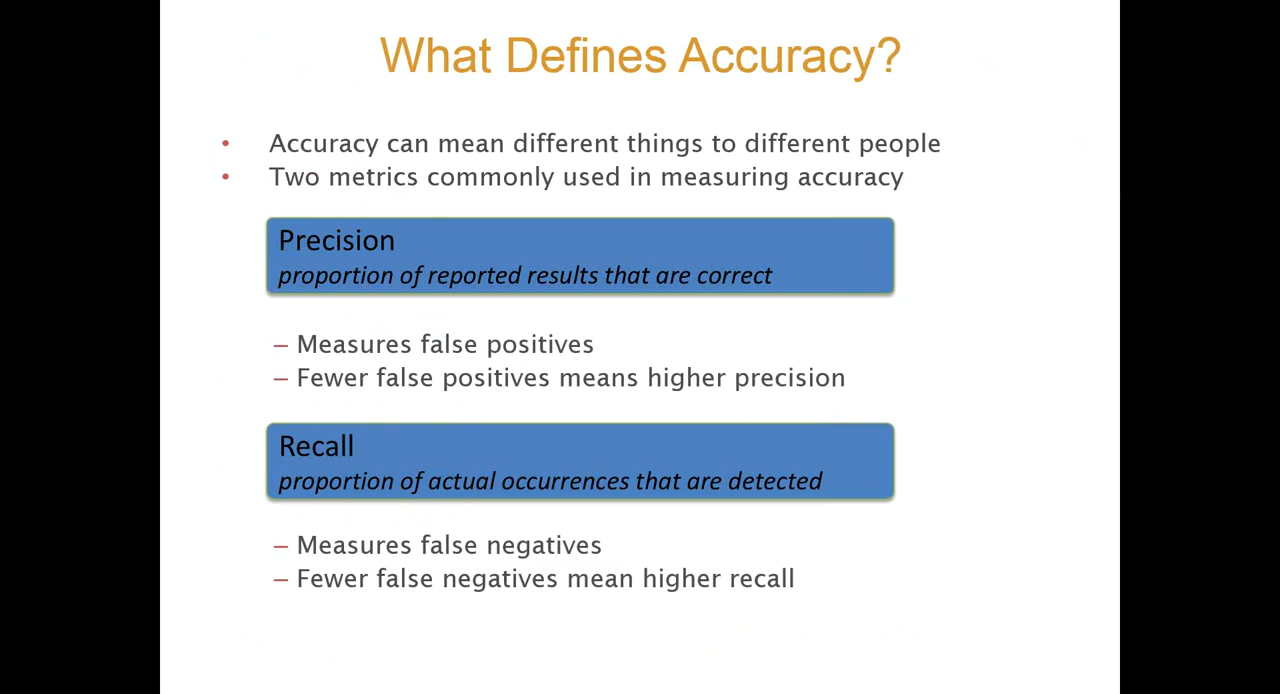 What Defines Accuracy?
• Accuracy can mean different things to different people
• Two metrics commonly used in measuring accuracy
Precision
proportion of reported results that are correct
– Measures false positives
– Fewer false positives means higher precision
Recall
proportion of actual occurrences that are detected
– Measures false negatives
– Fewer false negatives mean higher recall